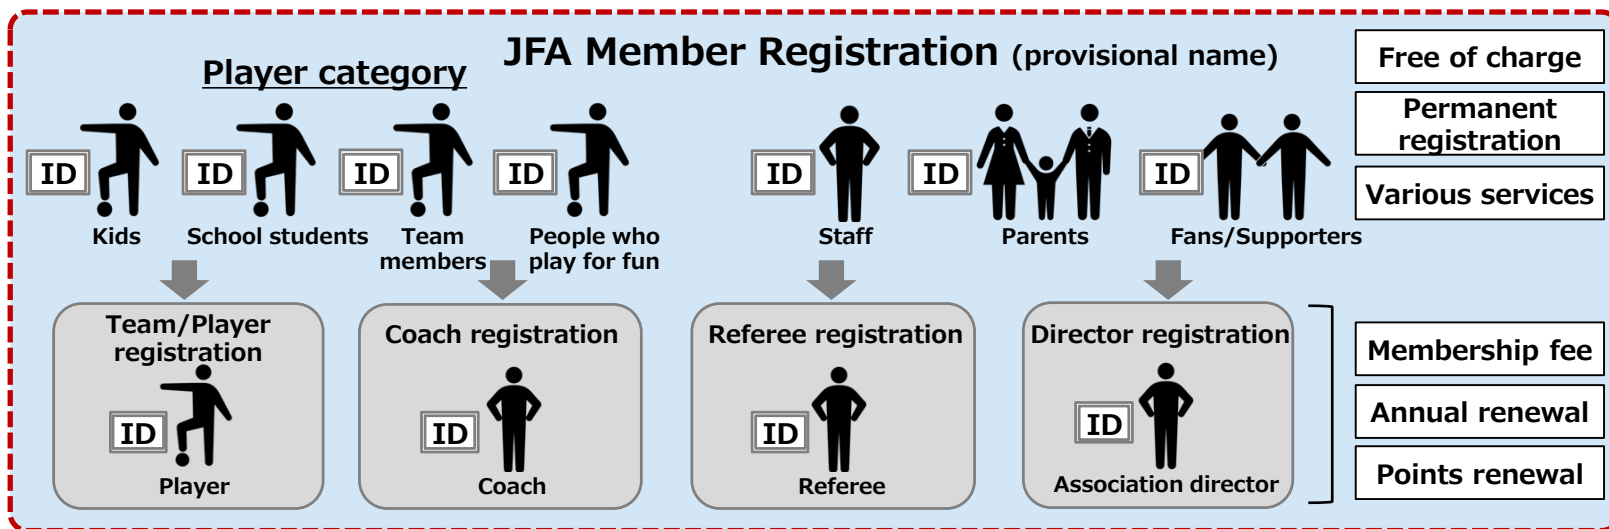 JFA Member Registration (provisional name)
Player category
Free of charge
Permanent
registration
Various services
ID
ID
ID
ID
ID
ID
ID
Kids
School students
Team
members
People who
play for fun
Staff
Parents
Fans/Supporters
Team/Player
registration
ID
Player
Coach registration
ID
Coach
Referee registration
ID
Referee
Director registration
ID
Association director
Membership fee
Annual renewal
Points renewal